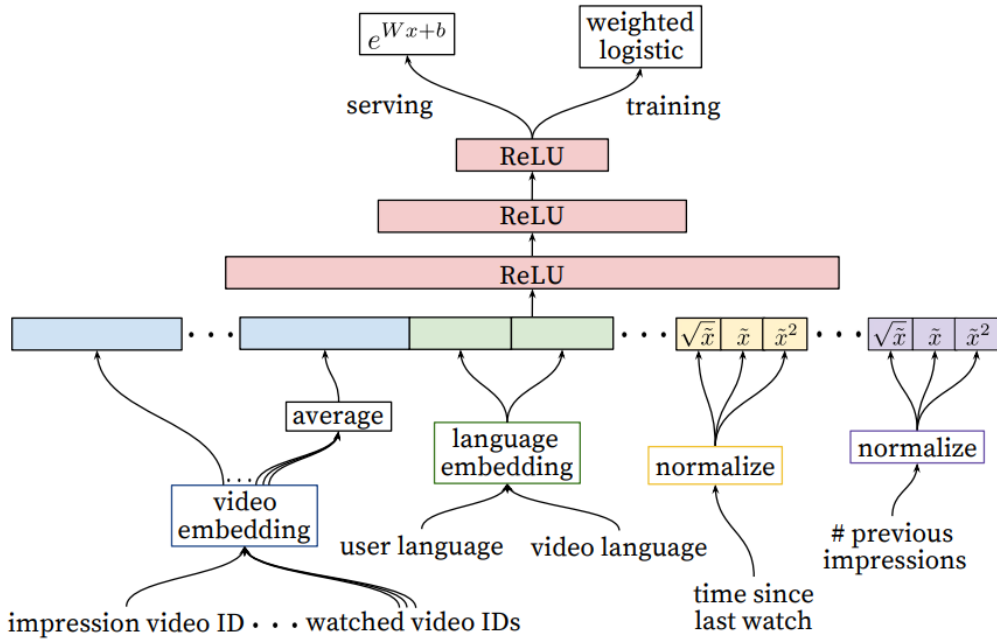 e^{Wx+b}
weighted
logistic
serving
training
ReLU
ReLU
ReLU
. . .
. . .
√x̃ x̃ x̃²
. . .
√x̃ x̃ x̃²
average
language
embedding
normalize
normalize
. . .
video
embedding
user language
video language
# previous
impressions
time since
last watch
impression video ID . . . watched video IDs